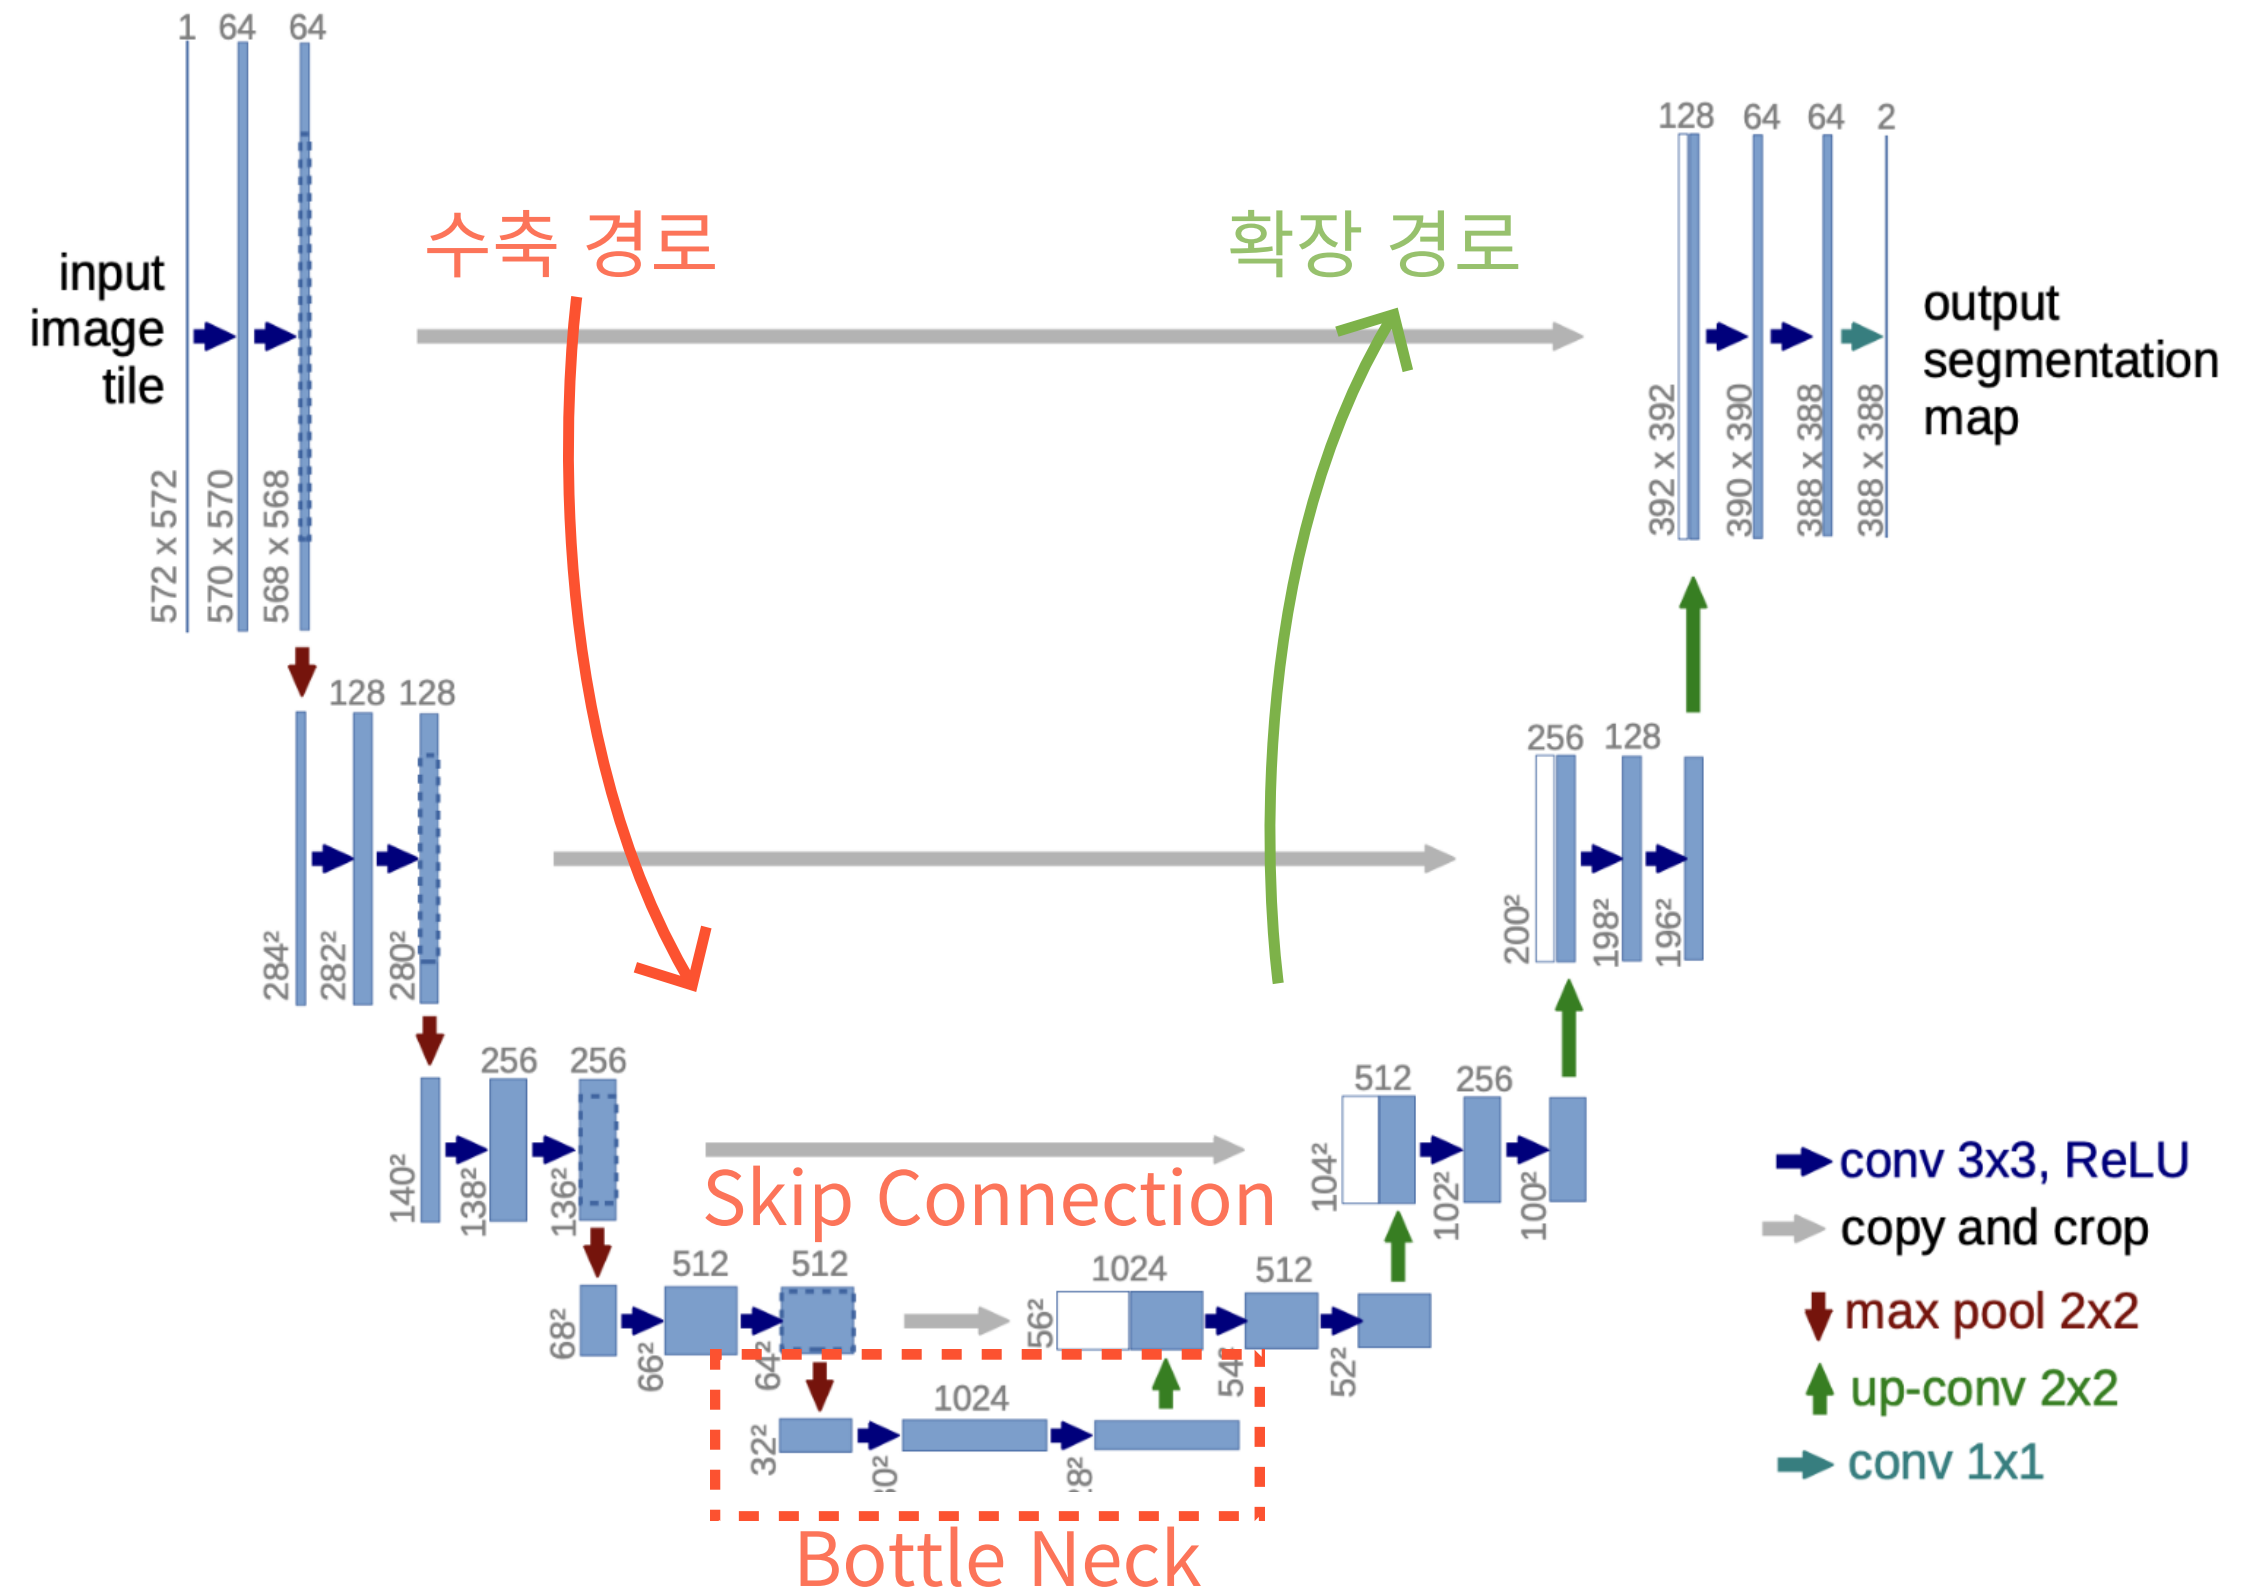 1 64 64
input
image
tile
572 x 572
570 x 570
568 x 568
수축 경로
확장 경로
128 64 64 2
392 x 392
390 x 390
388 x 388
388 x 388
output
segmentation
map
128 128
284²
282²
280²
256 128
200²
198²
196²
256 256
140²
138²
136²
512 256
104²
102²
100²
Skip Connection
512 512
68²
66²
64²
1024 512
56²
54²
52²
1024
32²
Bottle Neck
conv 3x3, ReLU
copy and crop
max pool 2x2
up-conv 2x2
conv 1x1